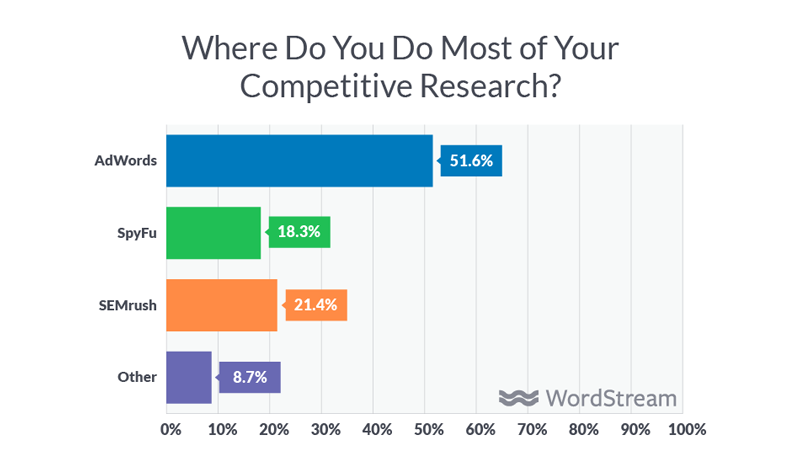 Where Do You Do Most of Your
Competitive Research?
AdWords
51.6%
SpyFu
18.3%
SEMrush
21.4%
Other
8.7%
WordStream
0% 10% 20% 30% 40% 50% 60% 70% 80% 90% 100%